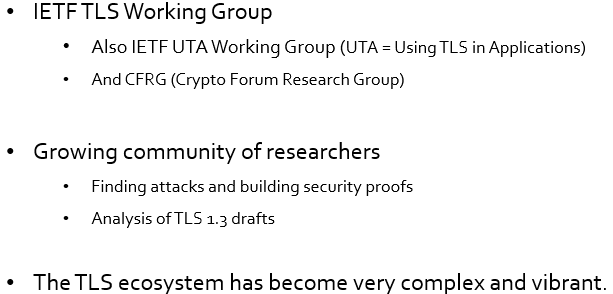 • IETF TLS Working Group
• Also IETF UTA Working Group (UTA = Using TLS in Applications)
• And CFRG (Crypto Forum Research Group)
• Growing community of researchers
• Finding attacks and building security proofs
• Analysis of TLS 1.3 drafts
• The TLS ecosystem has become very complex and vibrant.